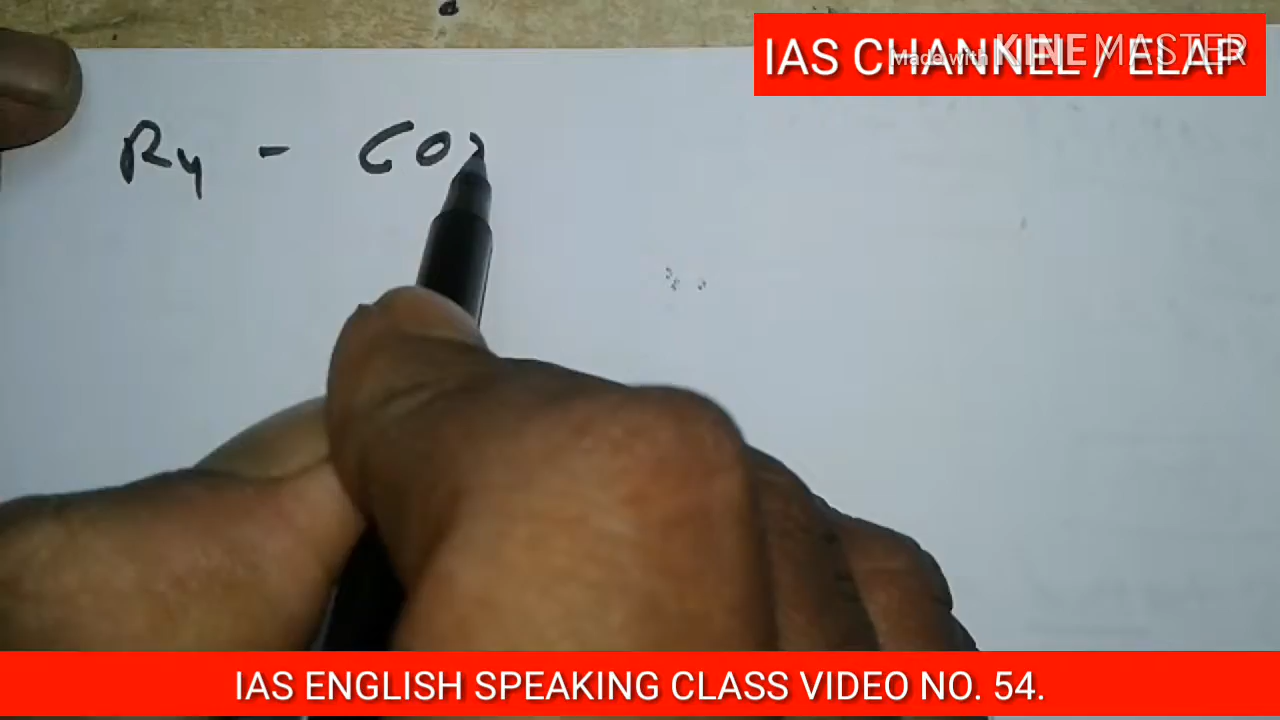 IAS CHANNEL / ELAP
Made with KINEMASTER
Ry - CO
IAS ENGLISH SPEAKING CLASS VIDEO NO. 54.